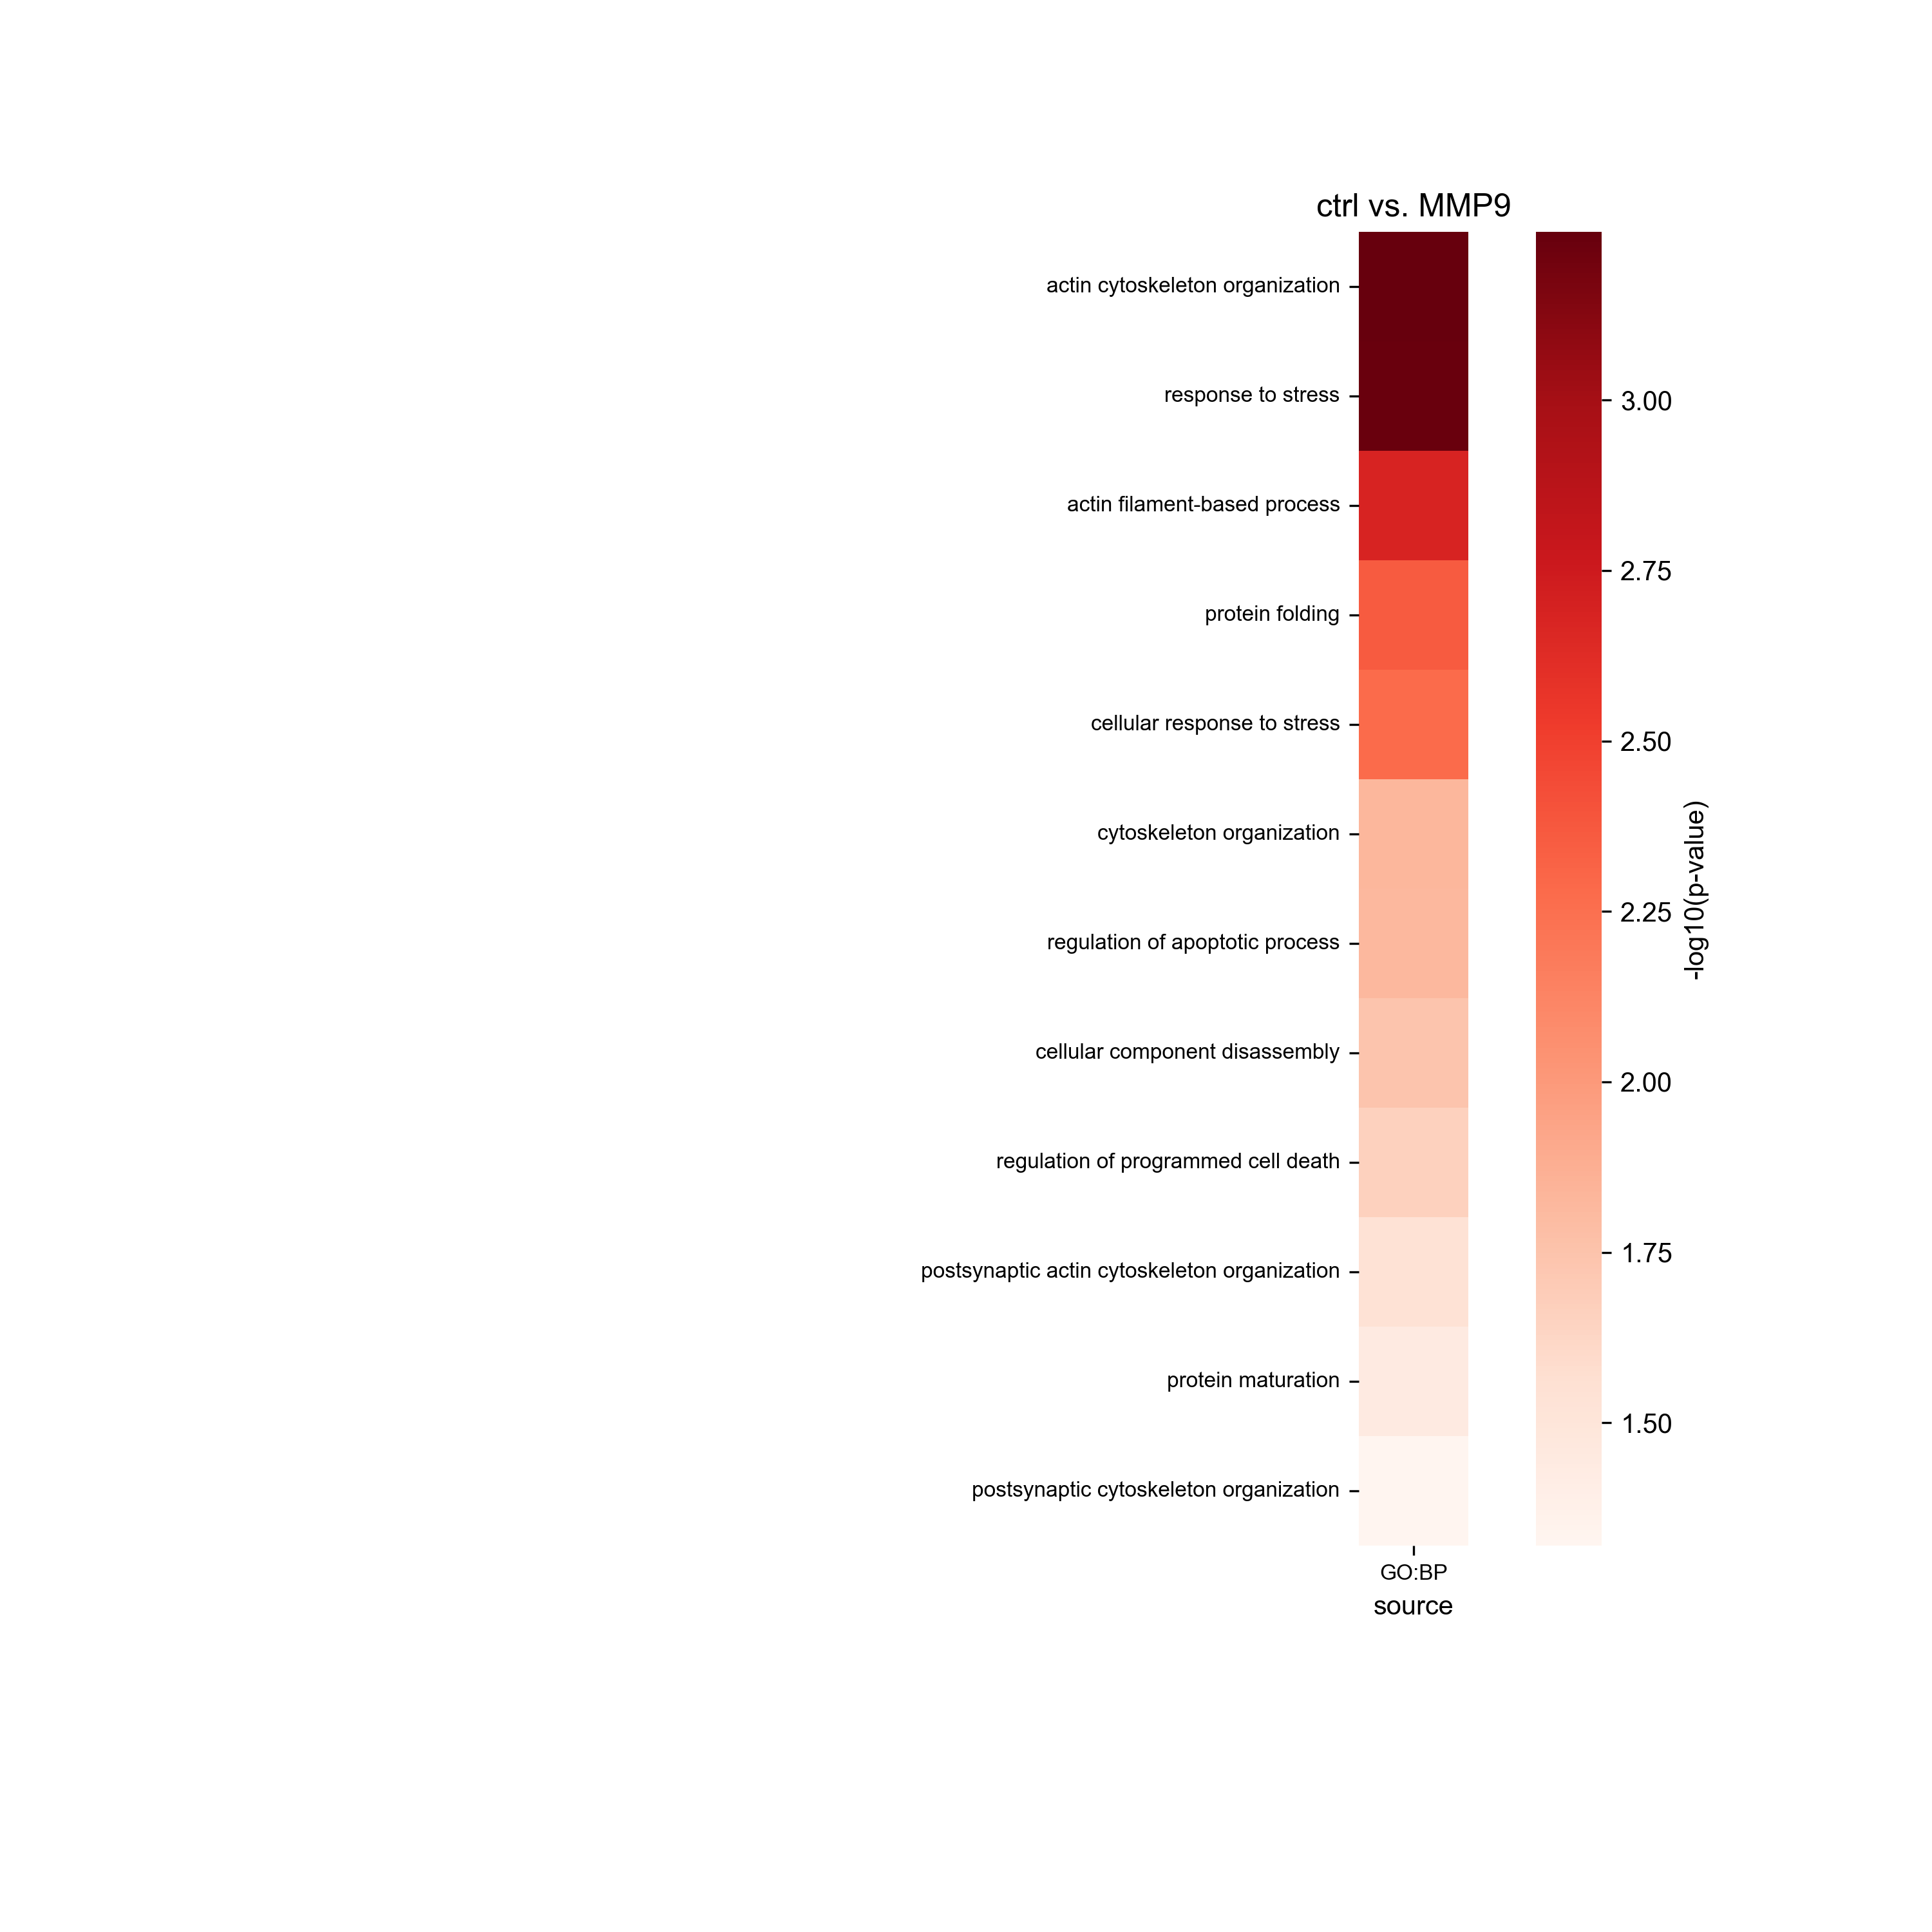 ctrl vs. MMP9
actin cytoskeleton organization
response to stress
actin filament-based process
protein folding
cellular response to stress
cytoskeleton organization
regulation of apoptotic process
cellular component disassembly
regulation of programmed cell death
postsynaptic actin cytoskeleton organization
protein maturation
postsynaptic cytoskeleton organization
GO:BP
source
3.00
2.75
2.50
2.25
2.00
1.75
1.50
-log10(p-value)